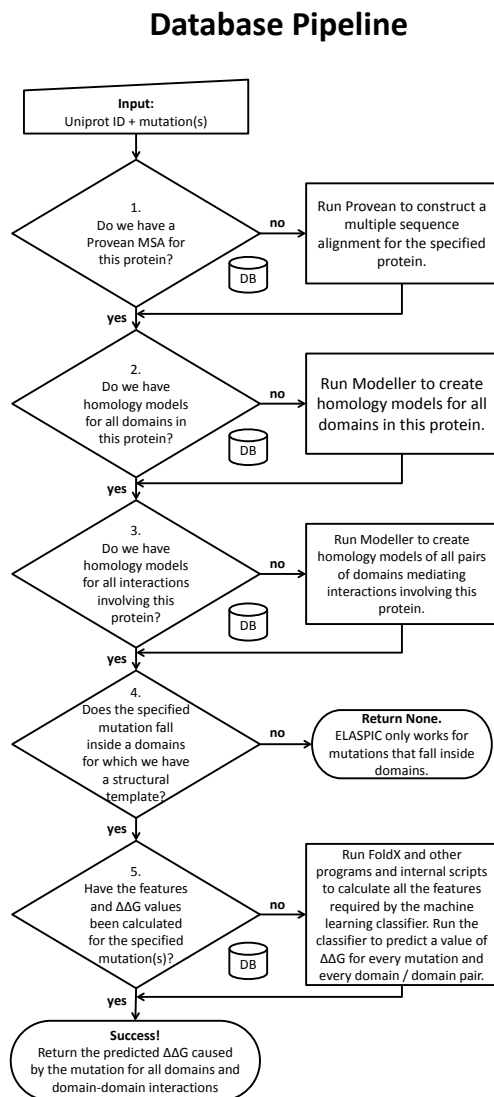 Database Pipeline
Input:
Uniprot ID + mutation(s)
1.
Do we have a
Provean MSA for
this protein?
no
DB
Run Provean to construct a
multiple sequence
alignment for the specified
protein.
yes
2.
Do we have
homology models
for all domains in
this protein?
no
DB
Run Modeller to create
homology models for all
domains in this protein.
yes
3.
Do we have
homology models
for all interactions
involving this
protein?
no
DB
Run Modeller to create
homology models of all pairs
of domains mediating
interactions involving this
protein.
yes
4.
Does the specified
mutation fall
inside a domains
for which we have
a structural
template?
no
Return None.
ELASPIC only works for
mutations that fall inside
domains.
yes
5.
Have the features
and ΔΔG values
been calculated
for the specified
mutation(s)?
no
DB
Run FoldX and other
programs and internal scripts
to calculate all the features
required by the machine
learning classifier. Run the
classifier to predict a value of
ΔΔG for every mutation and
every domain / domain pair.
yes
Success!
Return the predicted ΔΔG caused
by the mutation for all domains and
domain-domain interactions